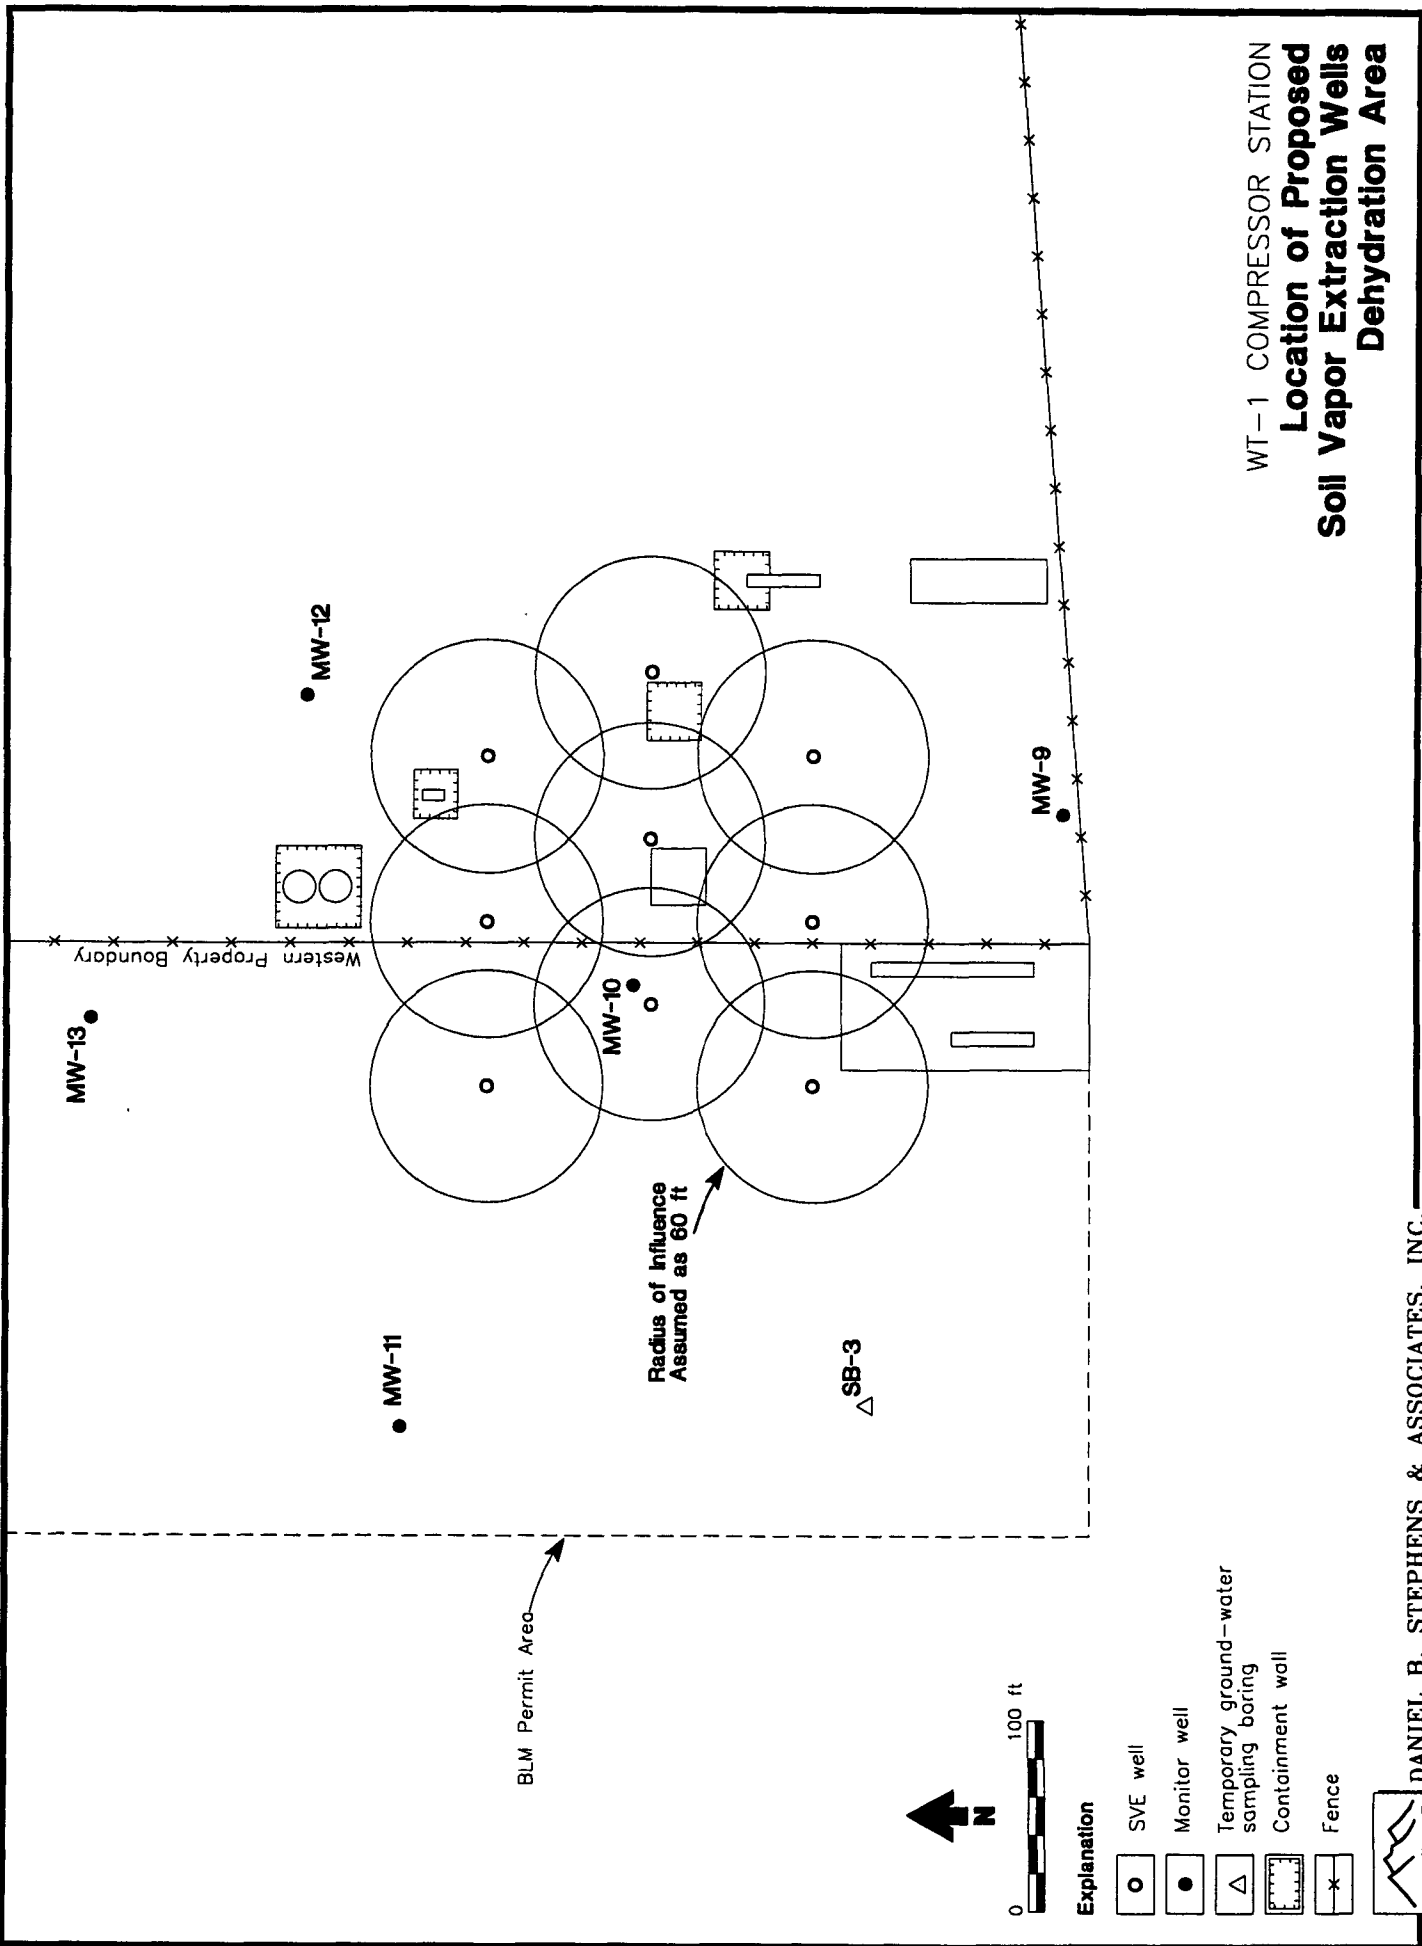 MW-13
Western Property Boundary
MW-12
MW-11
MW-10
Radius of Influence
Assumed as 60 ft
MW-9
SB-3
BLM Permit Area
N
0
100 ft
Explanation
SVE well
Monitor well
Temporary ground-water
sampling boring
Containment wall
Fence
WT-1 COMPRESSOR STATION
Location of Proposed
Soil Vapor Extraction Wells
Dehydration Area
DANIEL B. STEPHENS & ASSOCIATES, INC.